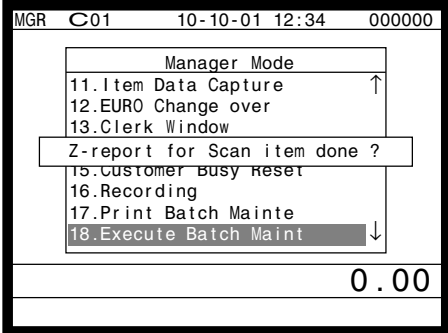 MGR C01 10-10-01 12:34 000000
Manager Mode
11.Item Data Capture ↑
12.EURO Change over
13.Clerk Window
Z-report for Scan item done ?
15.Customer Busy Reset
16.Recording
17.Print Batch Mainte
18.Execute Batch Maint ↓
0.00